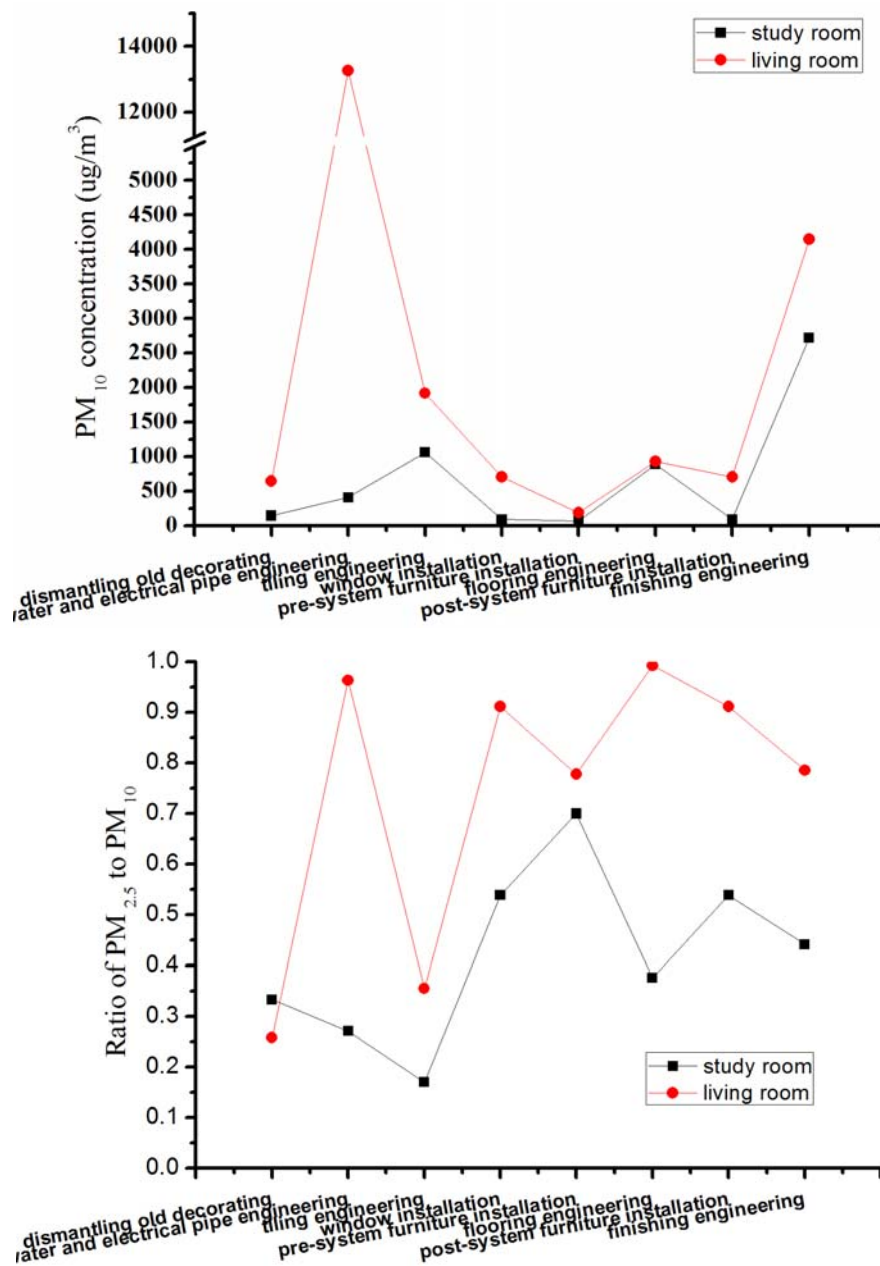 14000
12000
5000
4500
4000
3500
3000
2500
2000
1500
1000
500
0
PM10 concentration (ug/m3)
study room
living room
dismantling old decorating
vater and electrical pipe engineering
tiling engineering
window installation
pre-system furniture installation
flooring engineering
post-system furniture installation
finishing engineering
1.0
0.9
0.8
0.7
0.6
0.5
0.4
0.3
0.2
0.1
0.0
Ratio of PM2.5 to PM10
study room
living room
dismantling old decorating
vater and electrical pipe engineering
tiling engineering
window installation
pre-system furniture installation
flooring engineering
post-system furniture installation
finishing engineering